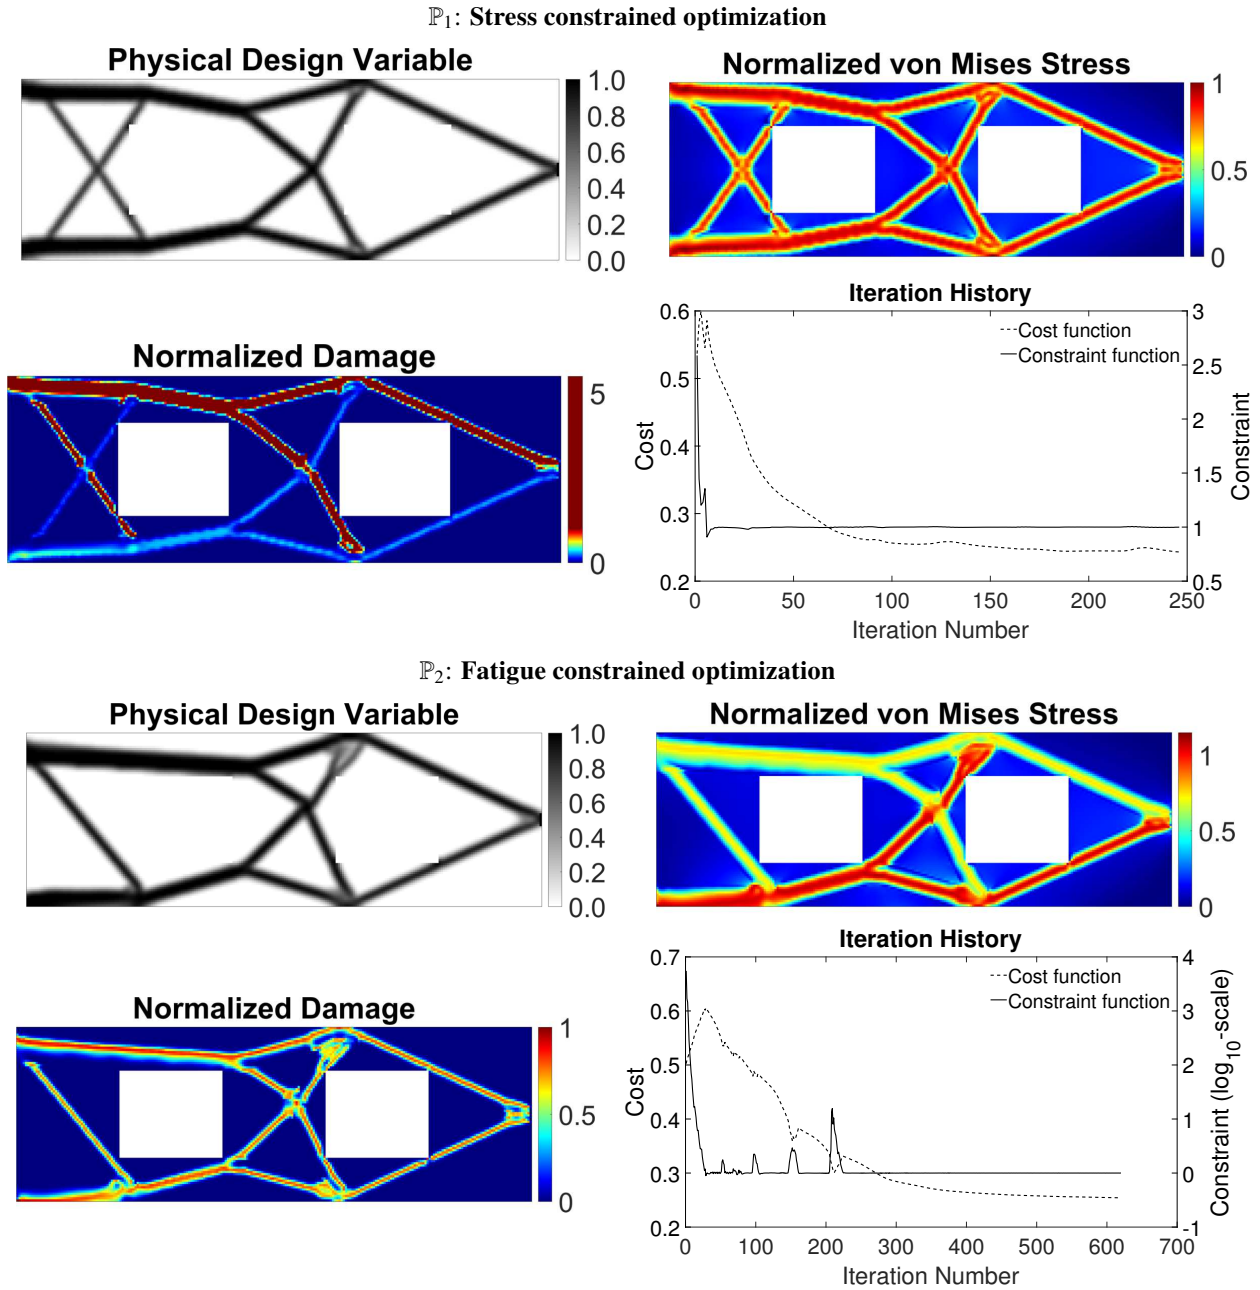 ℙ₁: Stress constrained optimization
Physical Design Variable
1.0
0.8
0.6
0.4
0.2
0.0
Normalized von Mises Stress
1
0.5
0
Normalized Damage
5
0
Iteration History
Cost function
Constraint function
0.6
0.5
0.4
0.3
0.2
Cost
3
2.5
2
1.5
1
0.5
Constraint
0 50 100 150 200 250
Iteration Number
ℙ₂: Fatigue constrained optimization
Physical Design Variable
1.0
0.8
0.6
0.4
0.2
0.0
Normalized von Mises Stress
1
0.5
0
Normalized Damage
1
0.5
0
Iteration History
Cost function
Constraint function
0.7
0.6
0.5
0.4
0.3
0.2
Cost
4
3
2
1
0
-1
Constraint (log₁₀-scale)
0 100 200 300 400 500 600 700
Iteration Number